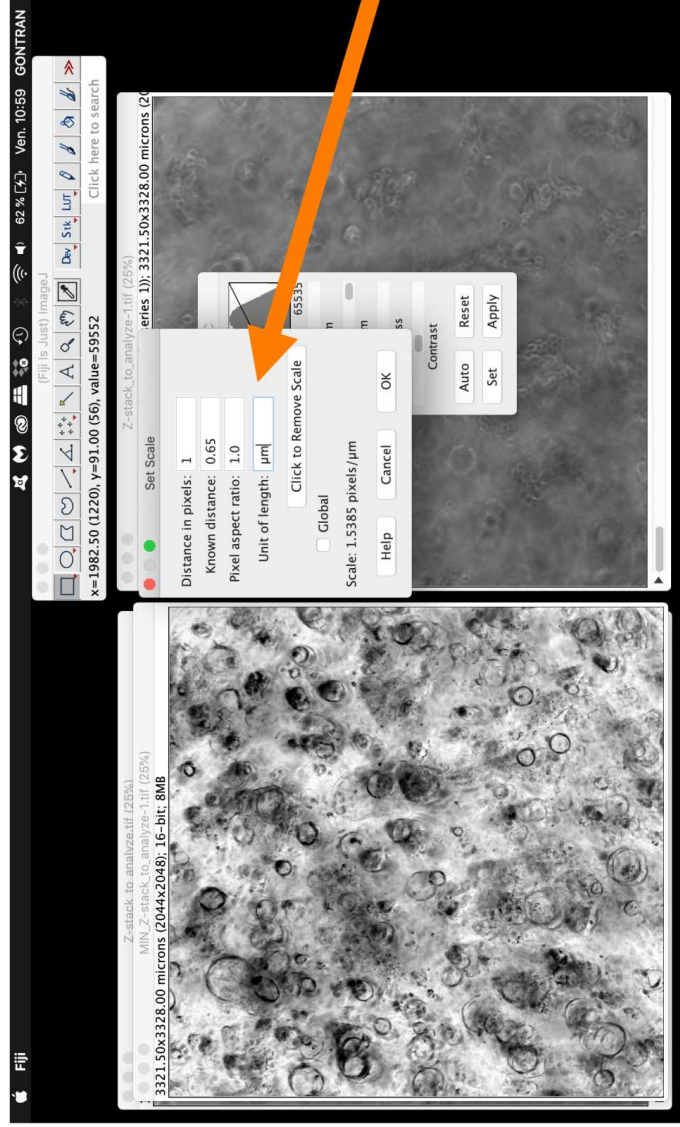 Fiji
62 %
Ven. 10:59
GONTRAN
(Fiji Is Just) ImageJ
Dev
Stk
LUT
x=1982.50 (1220), y=91.00 (56), value=59552
Click here to search
Z-stack_to_analyze.tif (25%)
MIN_Z-stack_to_analyze-1.tif (25%)
3321.50x3328.00 microns (2044x2048); 16-bit; 8MB
Z-stack_to_analyze-1.tif (25%)
eries 1)); 3321.50x3328.00 microns (20
Set Scale
Distance in pixels: 1
Known distance: 0.65
Pixel aspect ratio: 1.0
Unit of length: µm
Click to Remove Scale
Global
Scale: 1.5385 pixels/µm
Help
Cancel
OK
65535
Contrast
Auto
Reset
Set
Apply